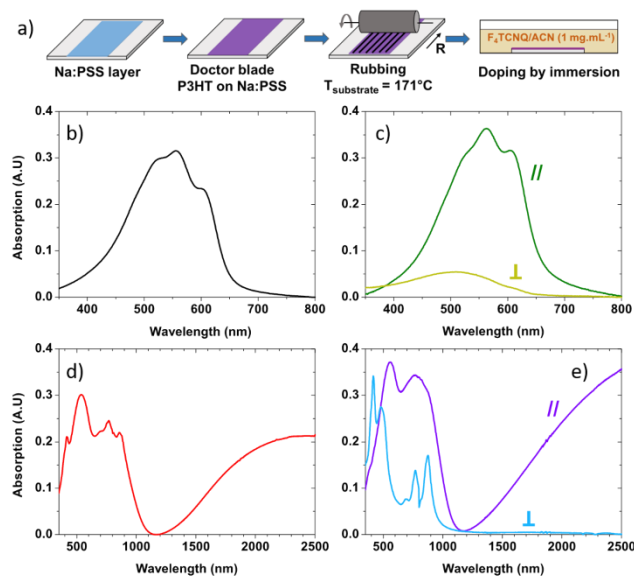 a)
Na:PSS layer
Doctor blade
P3HT on Na:PSS
R
Rubbing
Tsubstrate = 171°C
F4TCNQ/ACN (1 mg.mL-1)
Doping by immersion
b)
0.4
0.3
0.2
0.1
0.0
Absorption (A.U)
400 500 600 700 800
Wavelength (nm)
c)
//
⊥
0.4
0.3
0.2
0.1
0.0
Absorption (A.U)
400 500 600 700 800
Wavelength (nm)
d)
0.4
0.3
0.2
0.1
0.0
Absorption (A.U)
500 1000 1500 2000 2500
Wavelength (nm)
e)
//
⊥
0.4
0.3
0.2
0.1
0.0
Absorption (A.U)
500 1000 1500 2000 2500
Wavelength (nm)